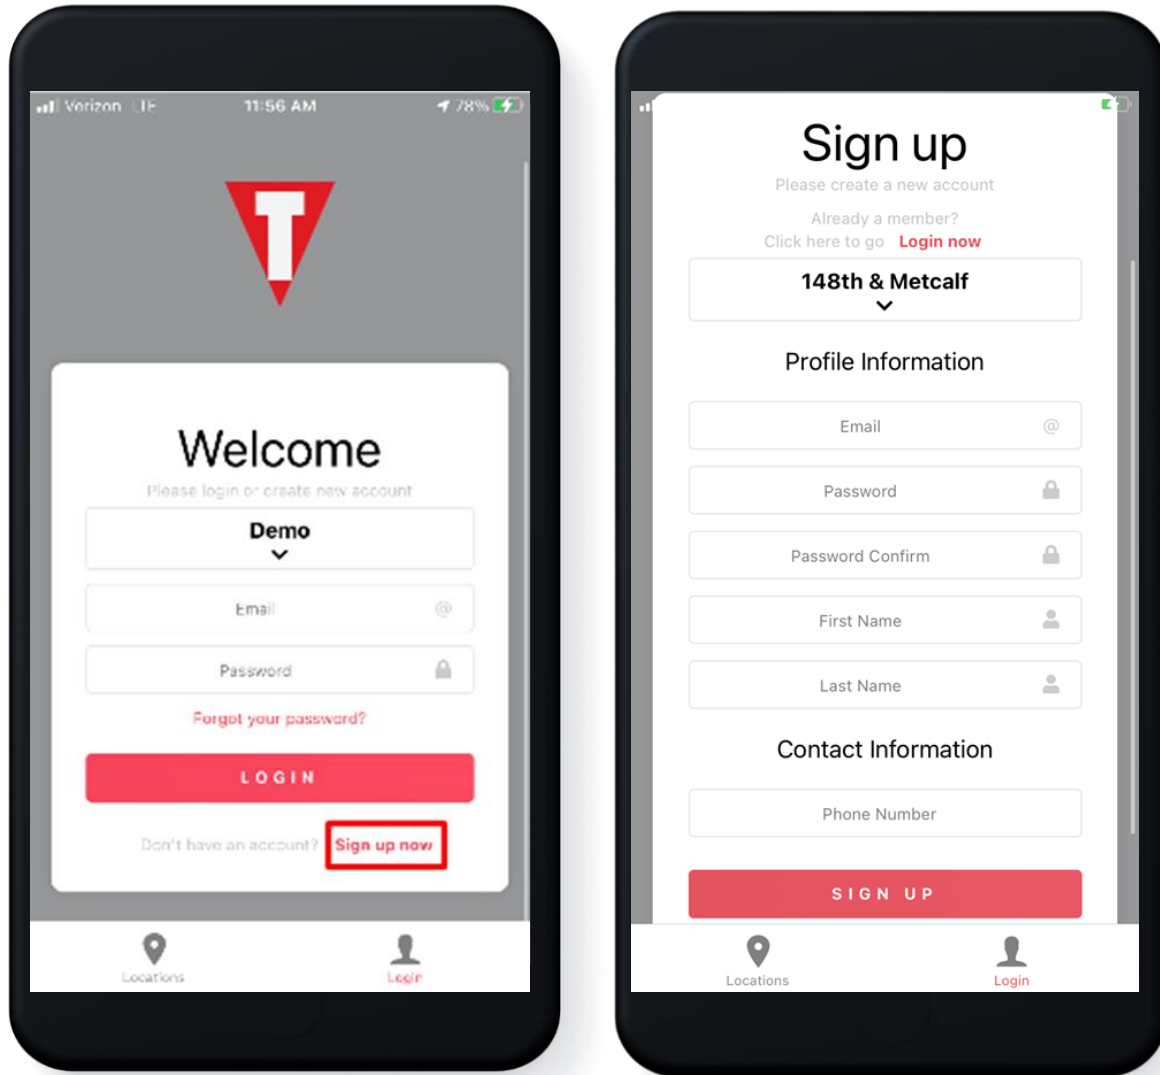 Verizon LTE 11:56 AM 78%
T
Welcome
Please login or create new account
Demo
Email @
Password
Forgot your password?
LOGIN
Don't have an account? Sign up now
Locations Login
Sign up
Please create a new account
Already a member?
Click here to go Login now
148th & Metcalf
Profile Information
Email @
Password
Password Confirm
First Name
Last Name
Contact Information
Phone Number
SIGN UP
Locations Login